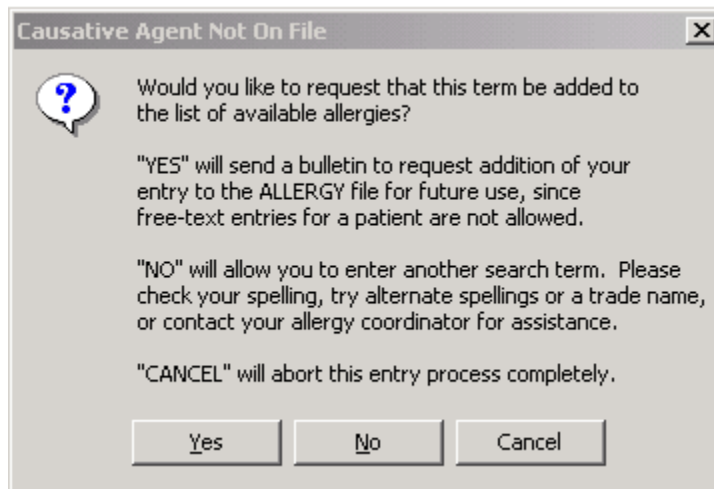 Causative Agent Not On File
Would you like to request that this term be added to
the list of available allergies?
"YES" will send a bulletin to request addition of your
entry to the ALLERGY file for future use, since
free-text entries for a patient are not allowed.
"NO" will allow you to enter another search term.  Please
check your spelling, try alternate spellings or a trade name,
or contact your allergy coordinator for assistance.
"CANCEL" will abort this entry process completely.
Yes No Cancel